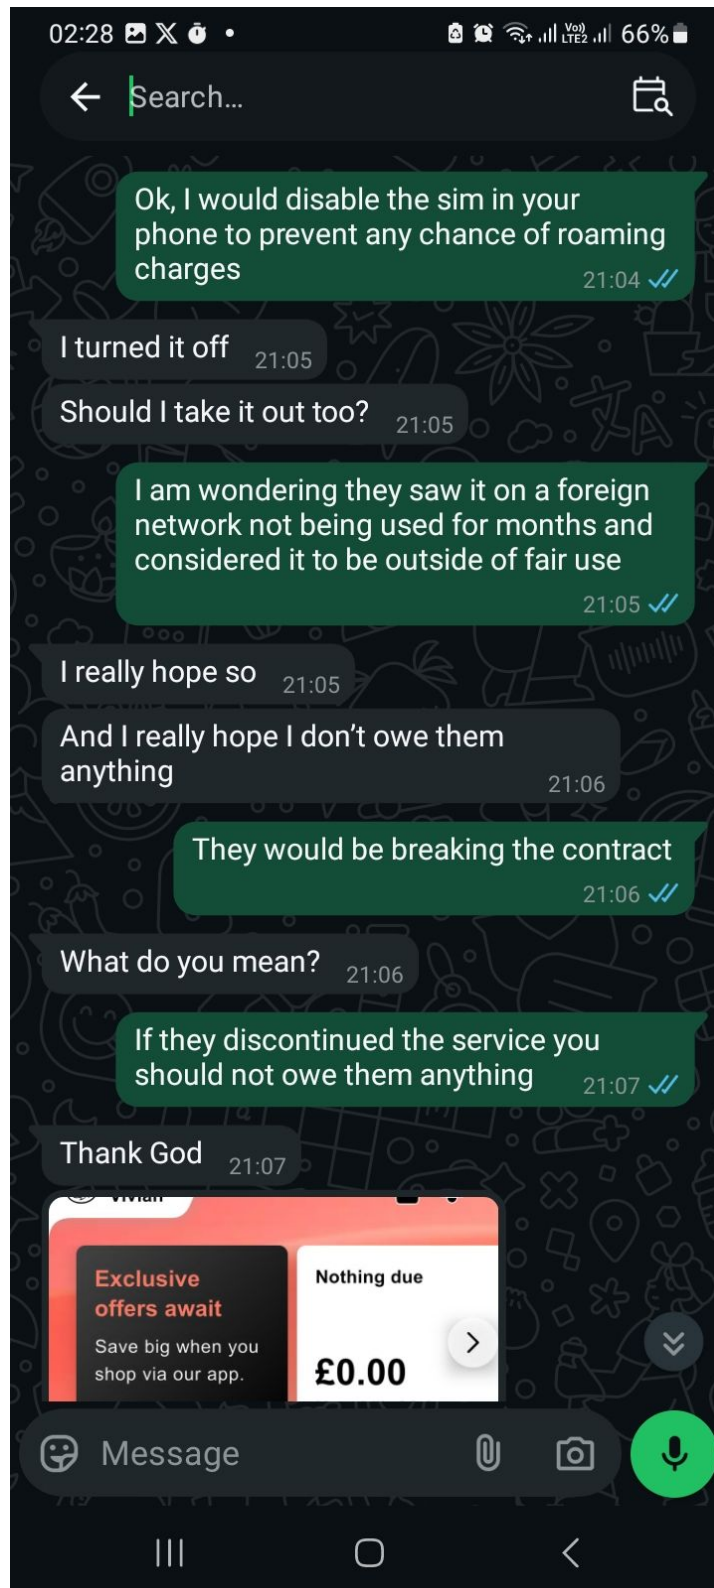 02:28
Vo))
LTE2
66%
Search...
Ok, I would disable the sim in your
phone to prevent any chance of roaming
charges
21:04
I turned it off
21:05
Should I take it out too?
21:05
I am wondering they saw it on a foreign
network not being used for months and
considered it to be outside of fair use
21:05
I really hope so
21:05
And I really hope I don't owe them
anything
21:06
They would be breaking the contract
21:06
What do you mean?
21:06
If they discontinued the service you
should not owe them anything
21:07
Thank God
21:07
Exclusive
offers await
Save big when you
shop via our app.
Nothing due
£0.00
Message